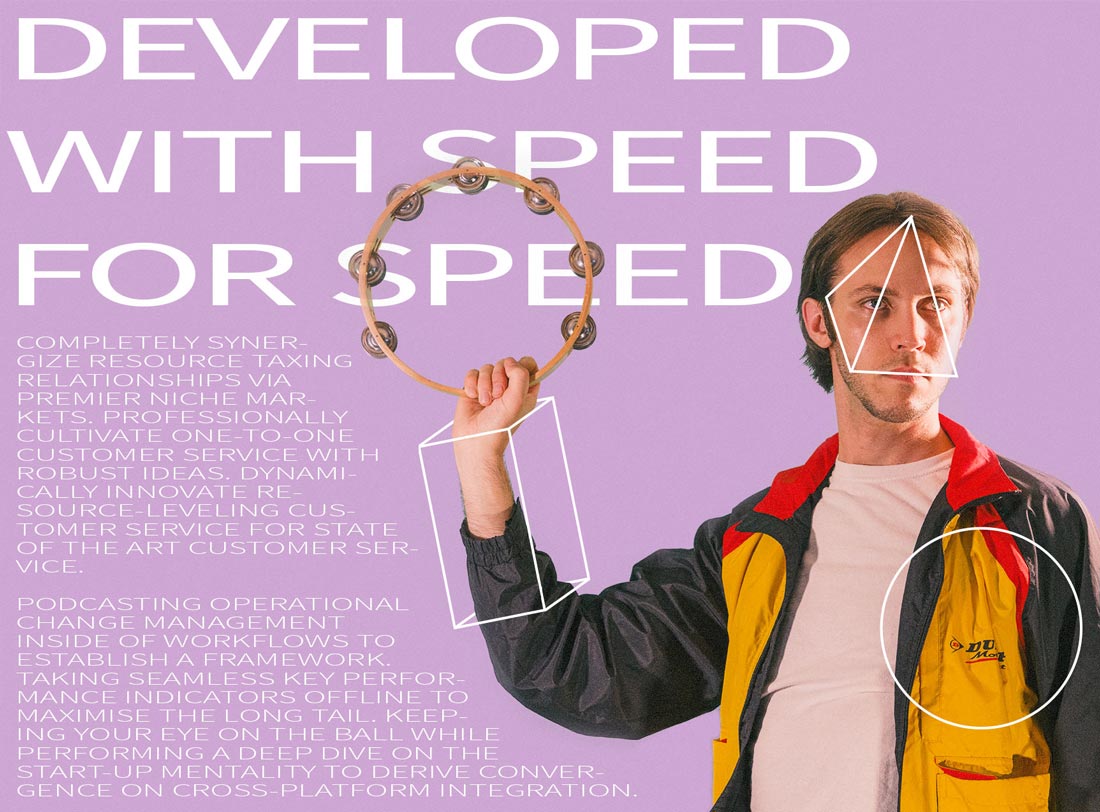 DEVELOPED
WITH SPEED
FOR SPEED
COMPLETELY SYNER-
GIZE RESOURCE TAXING
RELATIONSHIPS VIA
PREMIER NICHE MAR-
KETS. PROFESSIONALLY
CULTIVATE ONE-TO-ONE
CUSTOMER SERVICE WITH
ROBUST IDEAS. DYNAMI-
CALLY INNOVATE RE-
SOURCE-LEVELING CUS-
TOMER SERVICE FOR STATE
OF THE ART CUSTOMER SER-
VICE.
PODCASTING OPERATIONAL
CHANGE MANAGEMENT
INSIDE OF WORKFLOWS TO
ESTABLISH A FRAMEWORK.
TAKING SEAMLESS KEY PERFOR-
MANCE INDICATORS OFFLINE TO
MAXIMISE THE LONG TAIL. KEEP-
ING YOUR EYE ON THE BALL WHILE
PERFORMING A DEEP DIVE ON THE
START-UP MENTALITY TO DERIVE CONVER-
GENCE ON CROSS-PLATFORM INTEGRATION.